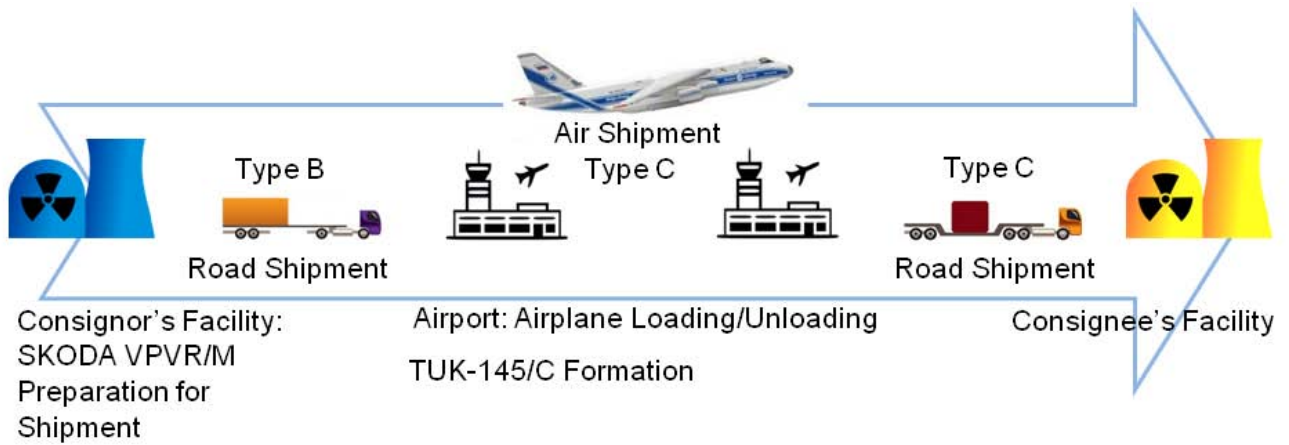 Air Shipment
Type B
Type C
Type C
Road Shipment
Road Shipment
Consignor's Facility:
SKODA VPVR/M
Preparation for
Shipment
Airport: Airplane Loading/Unloading
TUK-145/C Formation
Consignee's Facility